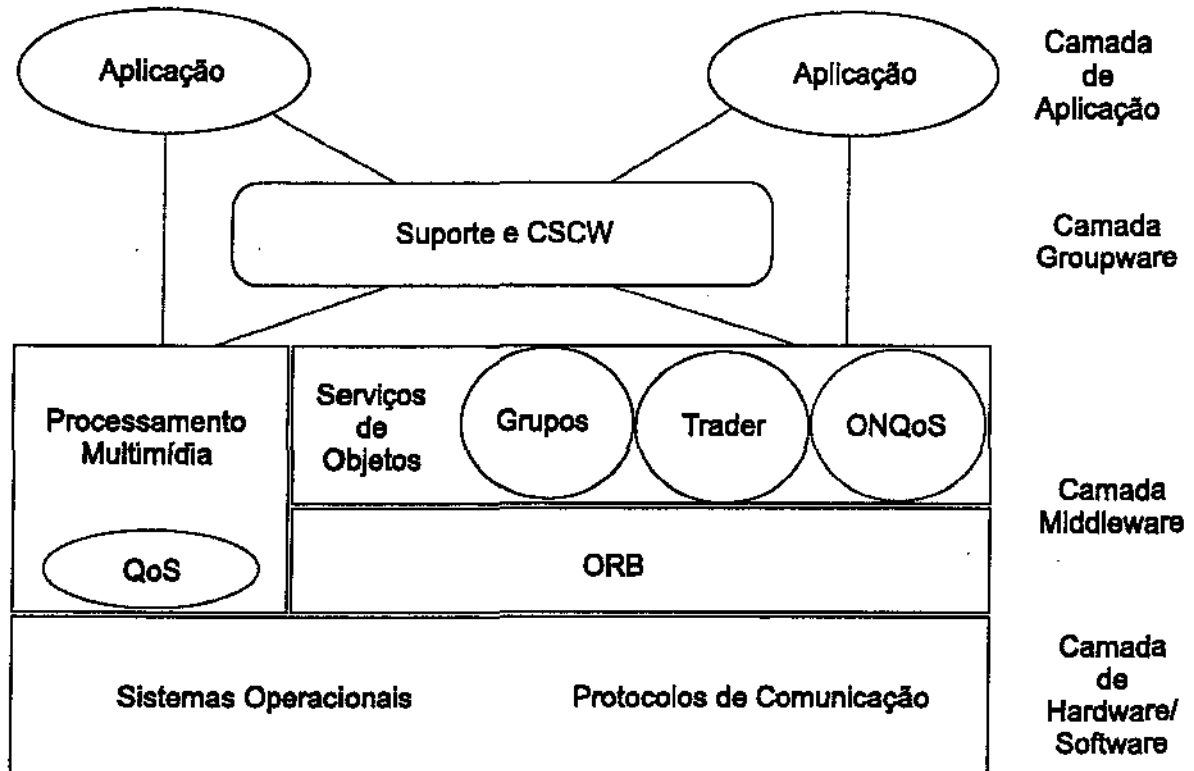 Aplicação
Aplicação
Camada
de
Aplicação
Suporte e CSCW
Camada
Groupware
Processamento
Multimídia
QoS
Serviços
de
Objetos
Grupos
Trader
ONQoS
ORB
Camada
Middleware
Sistemas Operacionais
Protocolos de Comunicação
Camada
de
Hardware/
Software